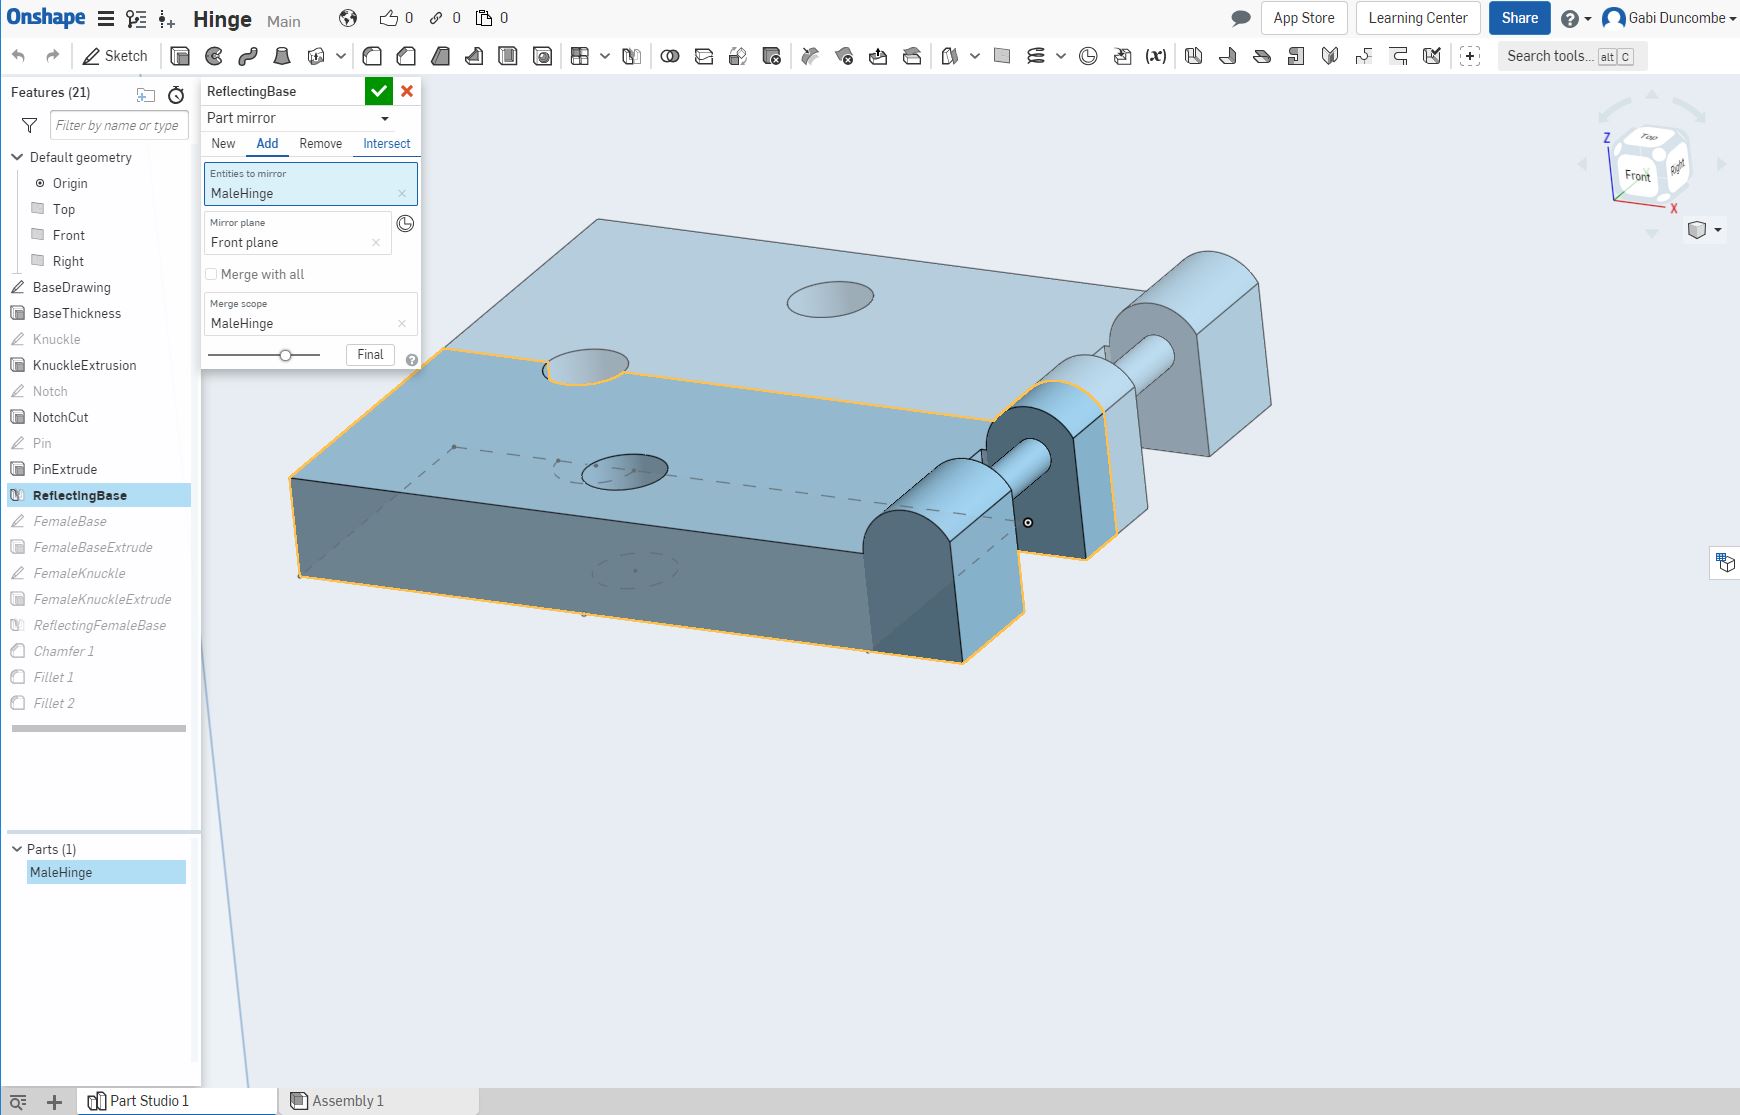 Onshape Hinge Main 0 0 0 App Store Learning Center Share Gabi Duncombe
Sketch (x) Search tools... alt C
Features (21)
Filter by name or type
Default geometry
Origin
Top
Front
Right
BaseDrawing
BaseThickness
Knuckle
KnuckleExtrusion
Notch
NotchCut
Pin
PinExtrude
ReflectingBase
FemaleBase
FemaleBaseExtrude
FemaleKnuckle
FemaleKnuckleExtrude
ReflectingFemaleBase
Chamfer 1
Fillet 1
Fillet 2
Parts (1)
MaleHinge
ReflectingBase
Part mirror
New Add Remove Intersect
Entities to mirror
MaleHinge
Mirror plane
Front plane
Merge with all
Merge scope
MaleHinge
Final
Z
Top
Front
Right
X
Part Studio 1
Assembly 1